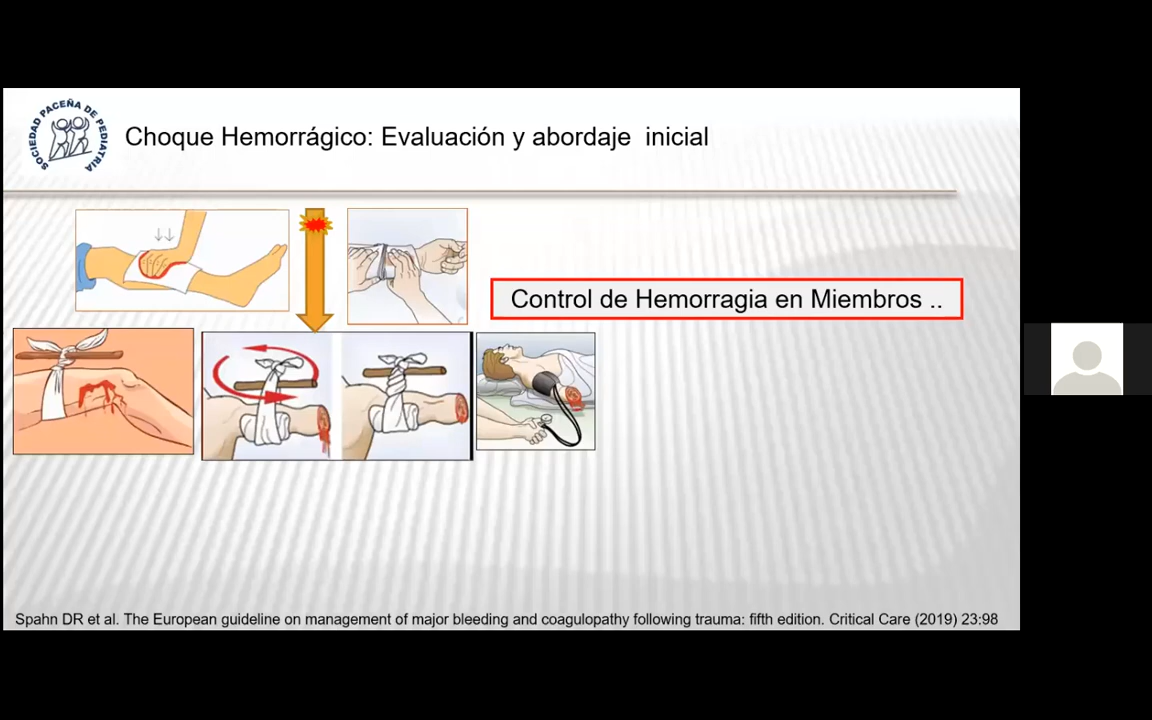 SOCIEDAD PACEÑA DE PEDIATRIA
Choque Hemorrágico: Evaluación y abordaje inicial
Control de Hemorragia en Miembros ..
Spahn DR et al. The European guideline on management of major bleeding and coagulopathy following trauma: fifth edition. Critical Care (2019) 23:98